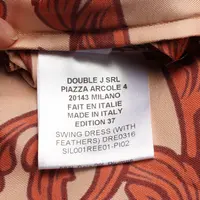 DOUBLE J SRL
PIAZZA ARCOLE 4
20143 MILANO
FAIT EN ITALIE
MADE IN ITALY
EDITION 37
SWING DRESS (WITH
FEATHERS) DRE0316
SIL001REE01-PI02